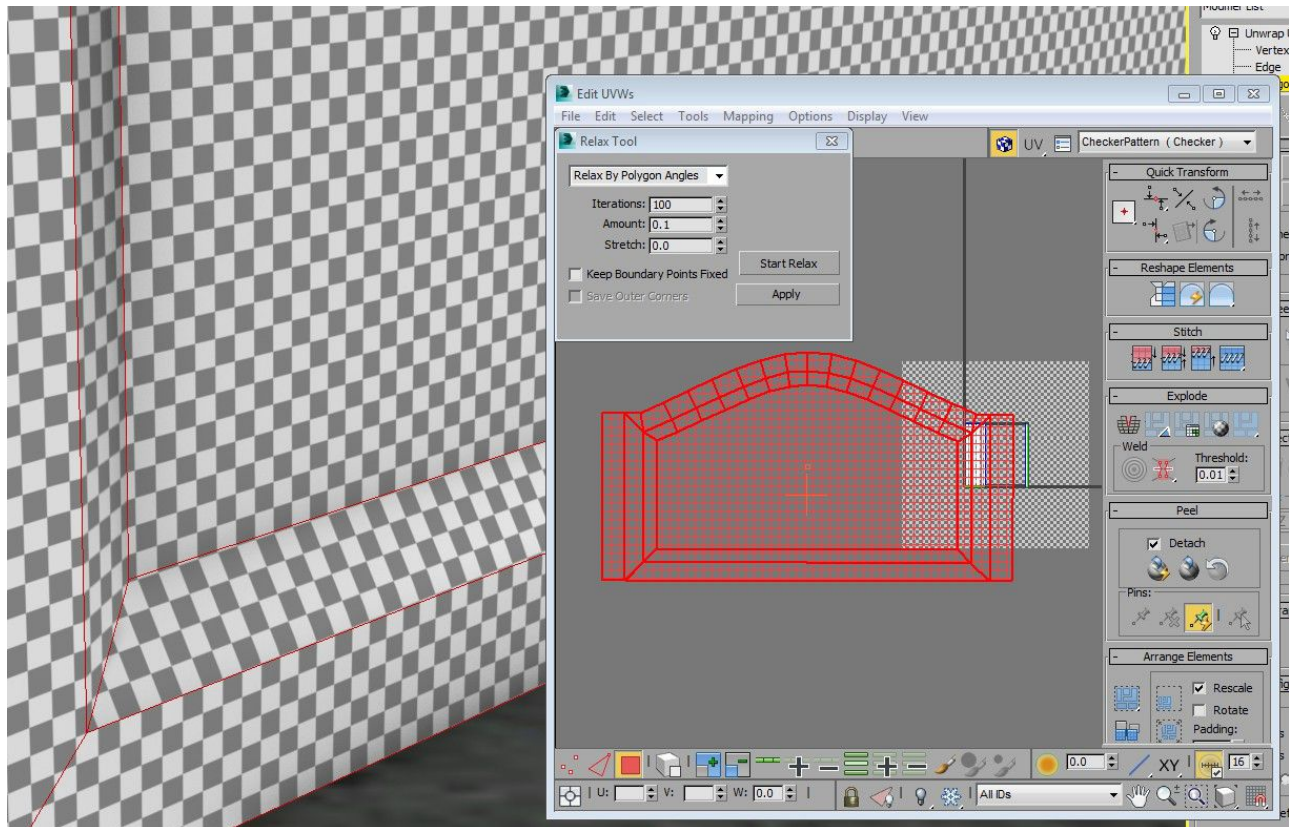 Modifier List
Unwrap U
Vertex
Edge
Edit UVWs
File Edit Select Tools Mapping Options Display View
Relax Tool
UV
CheckerPattern ( Checker )
Relax By Polygon Angles
Iterations: 100
Amount: 0.1
Stretch: 0.0
Start Relax
Keep Boundary Points Fixed
Apply
Save Outer Corners
- Quick Transform
- Reshape Elements
- Stitch
- Explode
Weld
Threshold:
0.01
- Peel
Detach
Pins:
- Arrange Elements
Rescale
Rotate
Padding:
0.0 XY 16
U: V: W: 0.0 All IDs